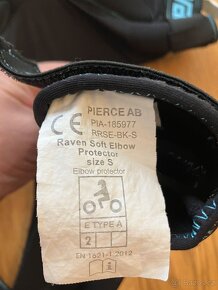 CE
PIERCE AB
PIA-185977
RRSE-BK-S
Raven Soft Elbow
Protector
size S
Elbow protector
E TYPE A
2
EN 1621-1:2012
i